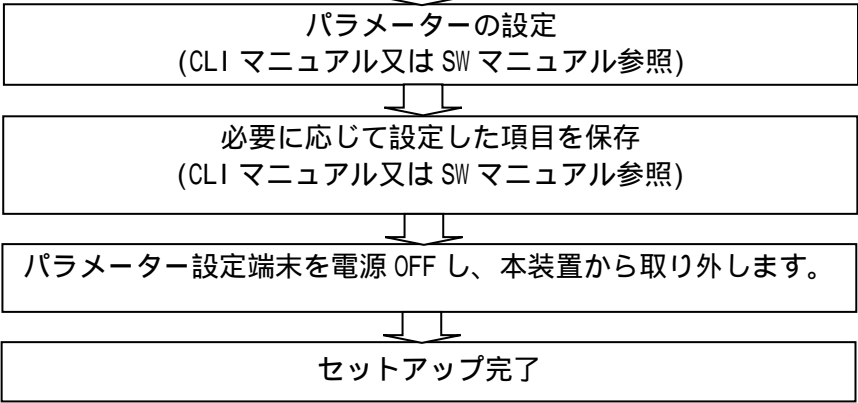 パラメーターの設定
(CLI マニュアル又は SW マニュアル参照)
必要に応じて設定した項目を保存
(CLI マニュアル又は SW マニュアル参照)
パラメーター設定端末を電源 OFF し、本装置から取り外します。
セットアップ完了